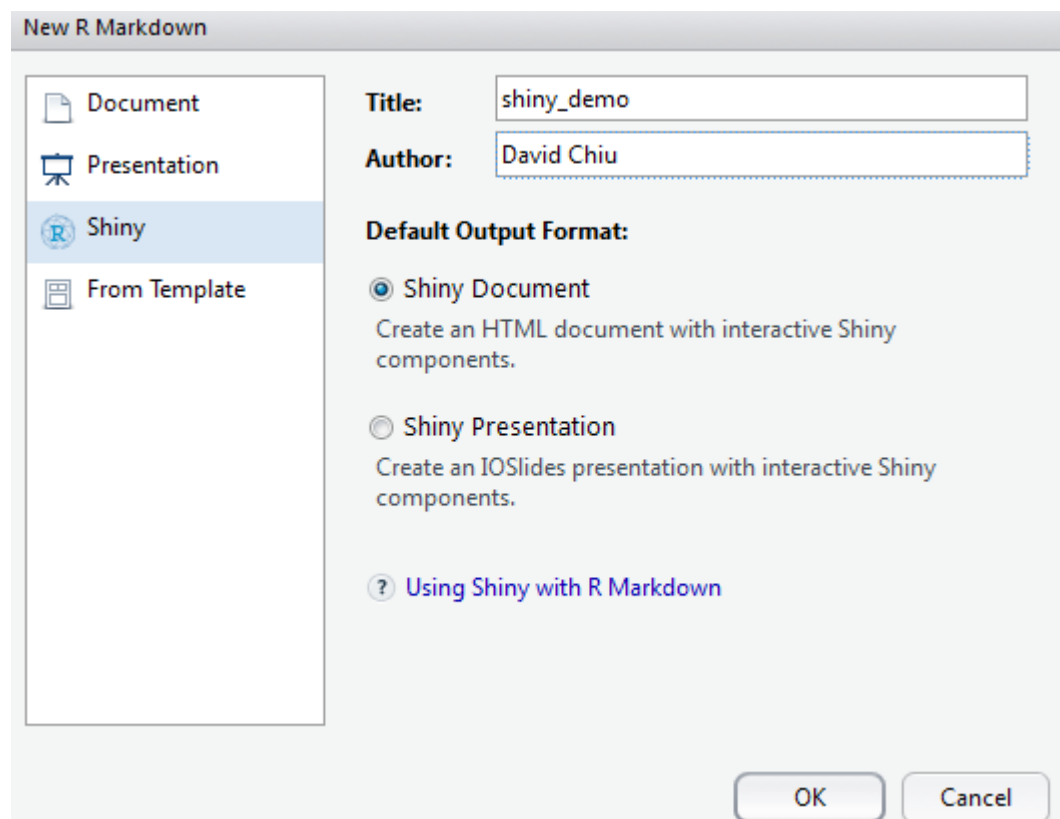 New R Markdown
Document
Presentation
Shiny
From Template
Title: shiny_demo
Author: David Chiu
Default Output Format:
Shiny Document
Create an HTML document with interactive Shiny
components.
Shiny Presentation
Create an IOSlides presentation with interactive Shiny
components.
? Using Shiny with R Markdown
OK Cancel